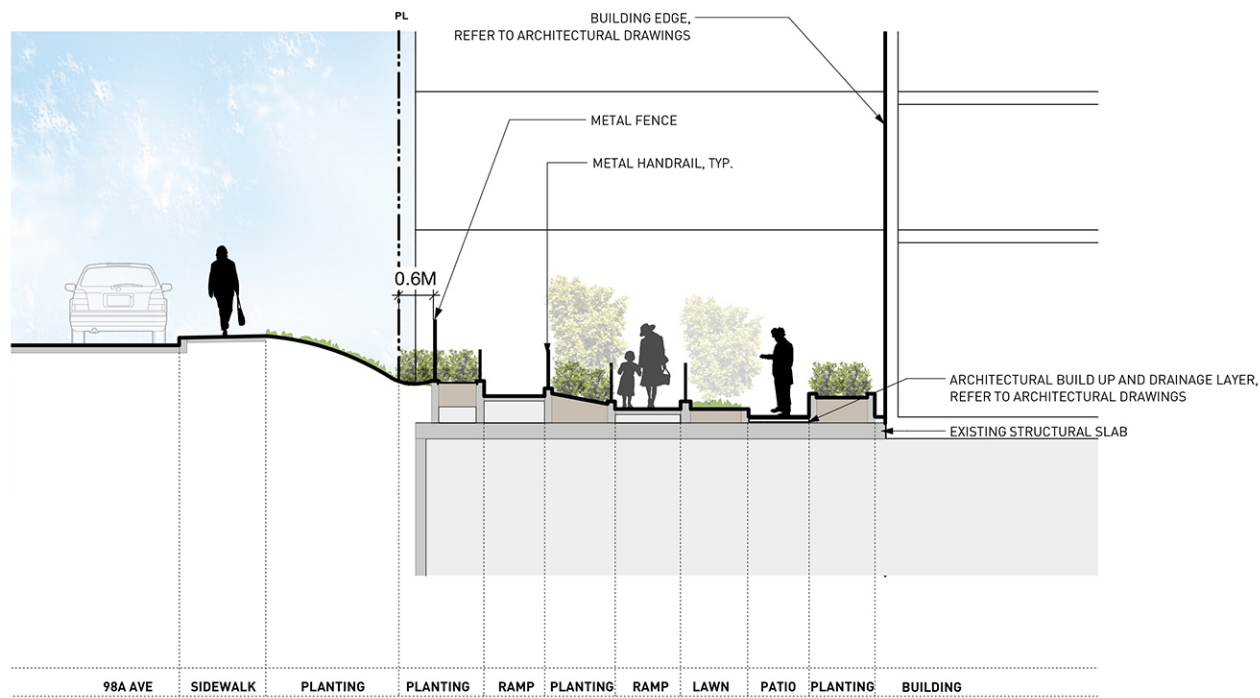 PL
BUILDING EDGE,
REFER TO ARCHITECTURAL DRAWINGS
METAL FENCE
METAL HANDRAIL, TYP.
0.6M
ARCHITECTURAL BUILD UP AND DRAINAGE LAYER,
REFER TO ARCHITECTURAL DRAWINGS
EXISTING STRUCTURAL SLAB
98A AVE SIDEWALK PLANTING PLANTING RAMP PLANTING RAMP LAWN PATIO PLANTING BUILDING